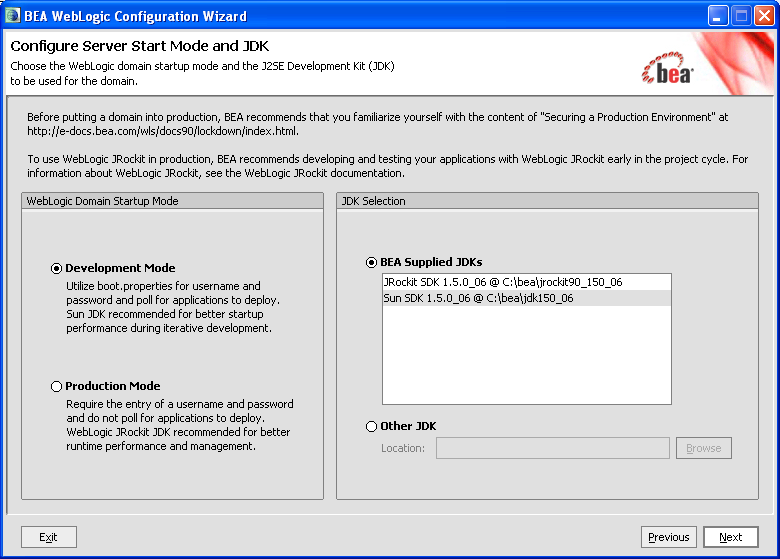 BEA WebLogic Configuration Wizard
Configure Server Start Mode and JDK
Choose the WebLogic domain startup mode and the J2SE Development Kit (JDK)
to be used for the domain.
bea
Before putting a domain into production, BEA recommends that you familiarize yourself with the content of "Securing a Production Environment" at
http://e-docs.bea.com/wls/docs90/lockdown/index.html.
To use WebLogic JRockit in production, BEA recommends developing and testing your applications with WebLogic JRockit early in the project cycle. For
information about WebLogic JRockit, see the WebLogic JRockit documentation.
WebLogic Domain Startup Mode
Development Mode
Utilize boot.properties for username and
password and poll for applications to deploy.
Sun JDK recommended for better startup
performance during iterative development.
Production Mode
Require the entry of a username and password
and do not poll for applications to deploy.
WebLogic JRockit JDK recommended for better
runtime performance and management.
JDK Selection
BEA Supplied JDKs
JRockit SDK 1.5.0_06 @ C:\bea\jrockit90_150_06
Sun SDK 1.5.0_06 @ C:\bea\jdk150_06
Other JDK
Location:
Browse
Exit
Previous
Next